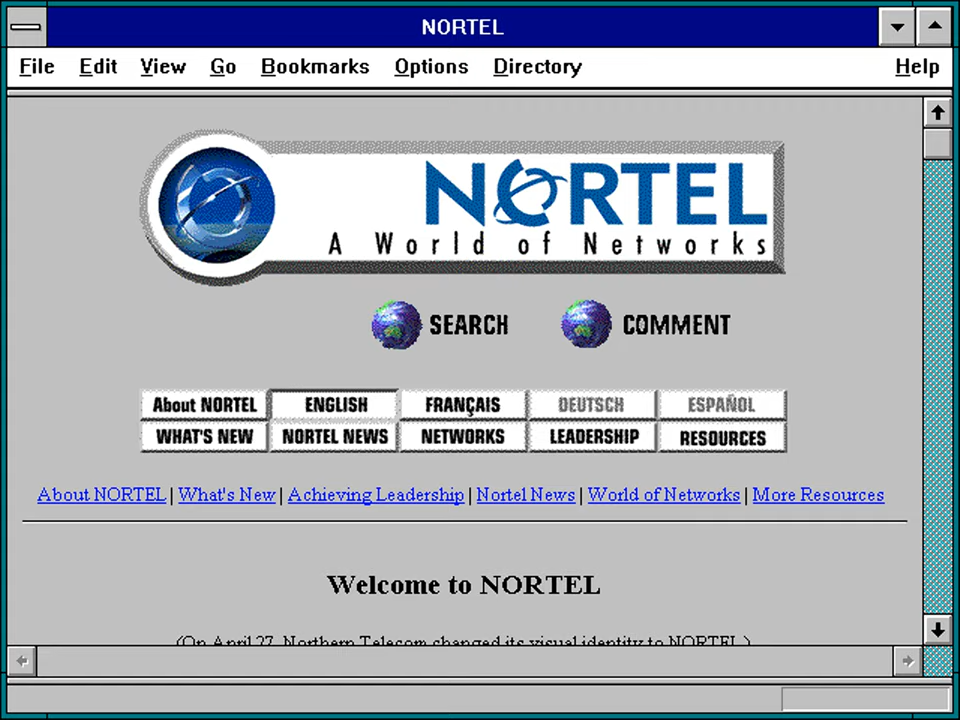 NORTEL
File Edit View Go Bookmarks Options Directory Help
NORTEL
A World of Networks
SEARCH COMMENT
About NORTEL ENGLISH FRANÇAIS DEUTSCH ESPAÑOL
WHAT'S NEW NORTEL NEWS NETWORKS LEADERSHIP RESOURCES
About NORTEL | What's New | Achieving Leadership | Nortel News | World of Networks | More Resources
Welcome to NORTEL
(On April 27, Northern Telecom changed its visual identity to NORTEL.)